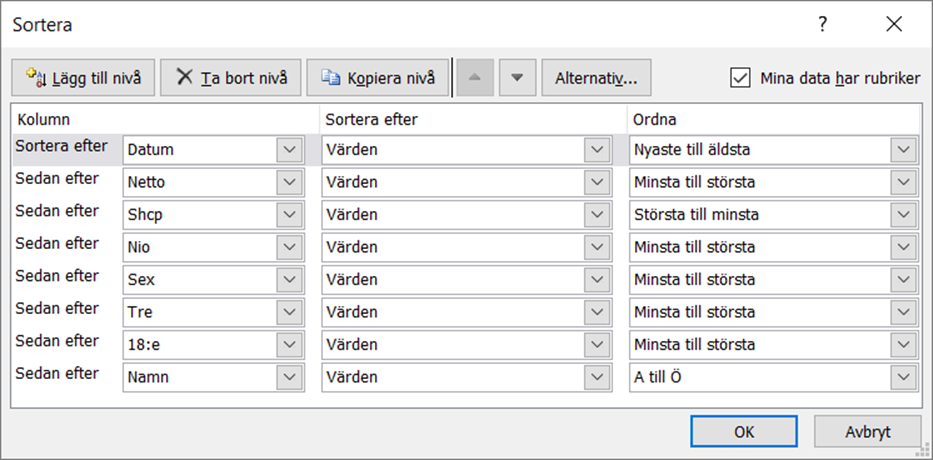 Sortera ?
Lägg till nivå Ta bort nivå Kopiera nivå Alternativ... Mina data har rubriker
Kolumn Sortera efter Ordna
Sortera efter Datum Värden Nyaste till äldsta
Sedan efter Netto Värden Minsta till största
Sedan efter Shcp Värden Största till minsta
Sedan efter Nio Värden Minsta till största
Sedan efter Sex Värden Minsta till största
Sedan efter Tre Värden Minsta till största
Sedan efter 18:e Värden Minsta till största
Sedan efter Namn Värden A till Ö
OK Avbryt